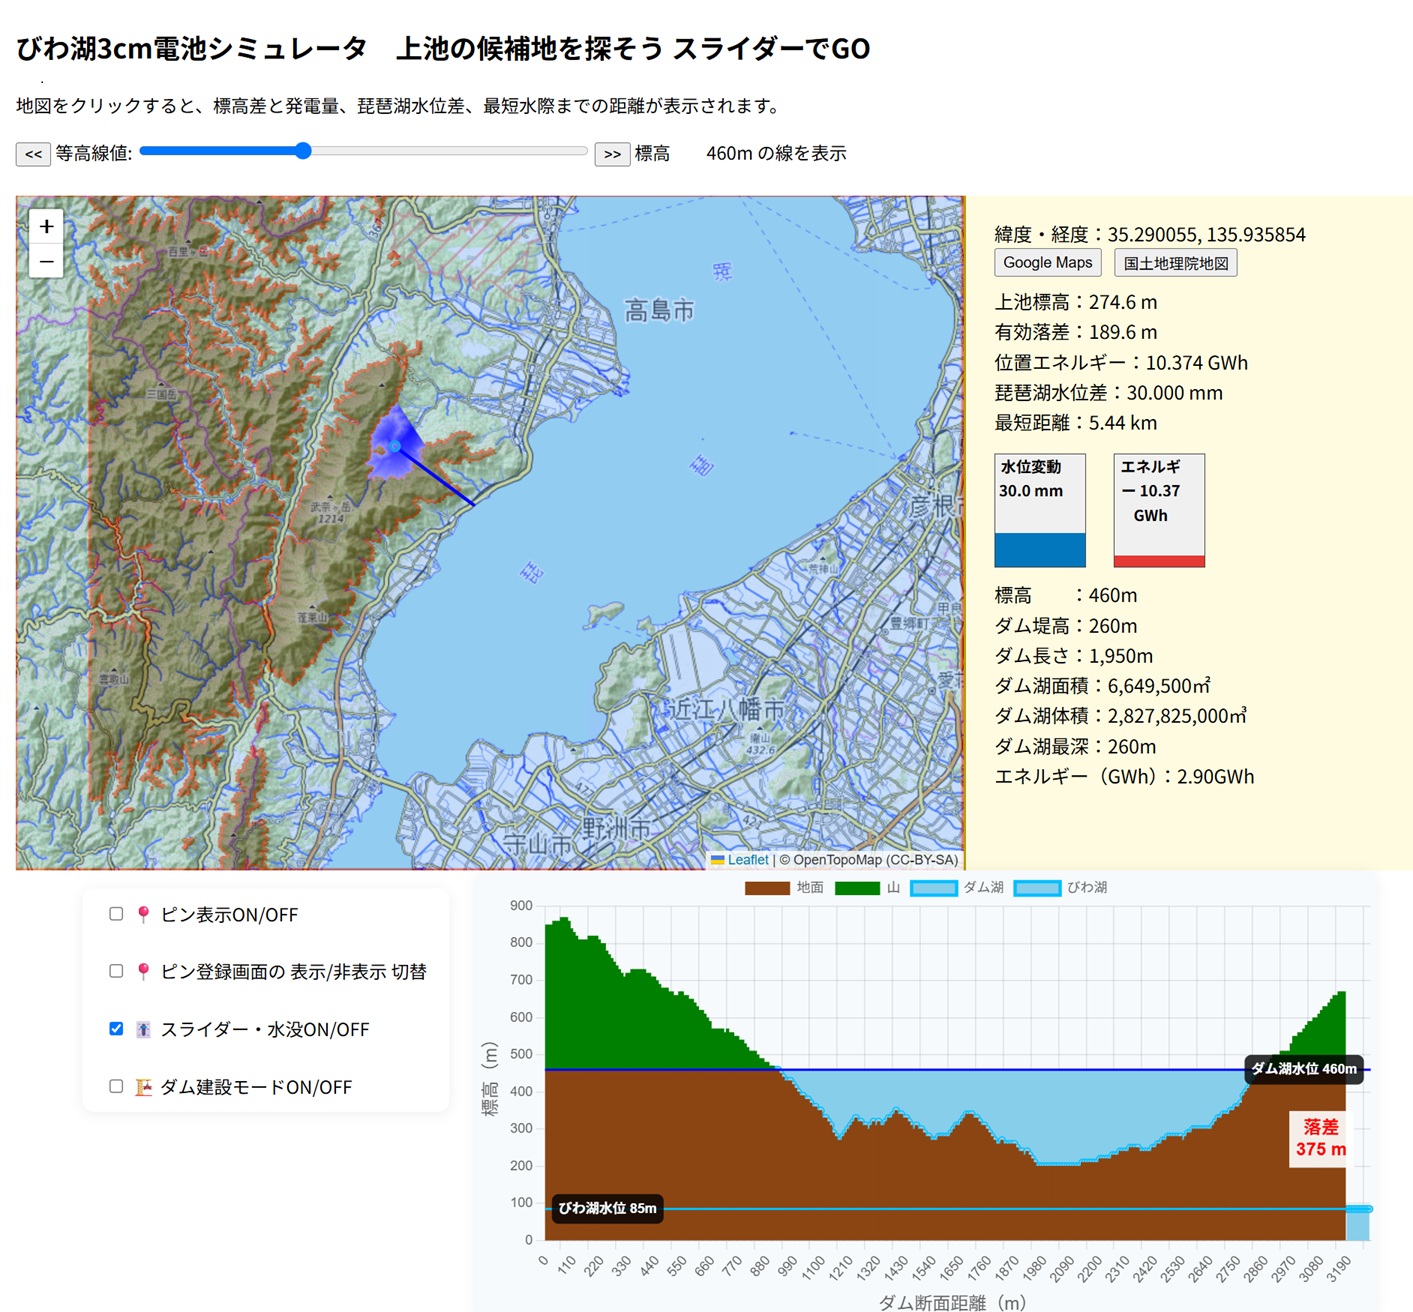 びわ湖3cm電池シミュレータ　上池の候補地を探そう スライダーでGO
地図をクリックすると、標高差と発電量、琵琶湖水位差、最短水際までの距離が表示されます。
<< 等高線値: >> 標高 460m の線を表示
+
−
百里ヶ岳
367
高島市
三国岳
武奈ヶ岳
1214
蓬莱山
琵
琶
湖
彦根市
荒神山
甲良
豊郷町
愛荘
近江八幡市
432.6
477
421
野洲市
守山市
Leaflet | © OpenTopoMap (CC-BY-SA)
緯度・経度：35.290055, 135.935854
Google Maps 国土地理院地図
上池標高：274.6 m
有効落差：189.6 m
位置エネルギー：10.374 GWh
琵琶湖水位差：30.000 mm
最短距離：5.44 km
水位変動
30.0 mm
エネルギ
ー 10.37
GWh
標高　　：460m
ダム堤高：260m
ダム長さ：1,950m
ダム湖面積：6,649,500㎡
ダム湖体積：2,827,825,000㎥
ダム湖最深：260m
エネルギー（GWh）：2.90GWh
ピン表示ON/OFF
ピン登録画面の 表示/非表示 切替
スライダー・水没ON/OFF
ダム建設モードON/OFF
地面 山 ダム湖 びわ湖
標高（m）
900
800
700
600
500
400
300
200
100
0
ダム湖水位 460m
落差
375 m
びわ湖水位 85m
0 110 220 330 440 550 660 770 880 990 1100 1210 1320 1430 1540 1650 1760 1870 1980 2090 2200 2310 2420 2530 2640 2750 2860 2970 3080 3190
ダム断面距離（m）